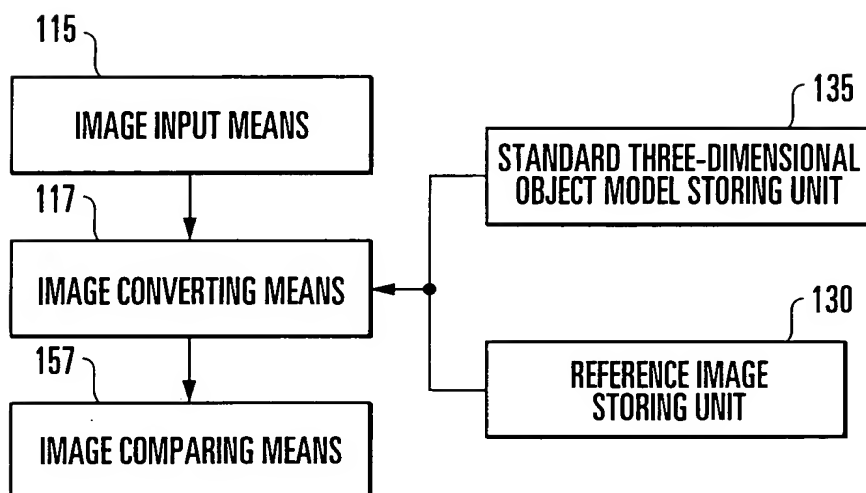 115
IMAGE INPUT MEANS
135
STANDARD THREE-DIMENSIONAL
OBJECT MODEL STORING UNIT
117
IMAGE CONVERTING MEANS
130
REFERENCE IMAGE
STORING UNIT
157
IMAGE COMPARING MEANS